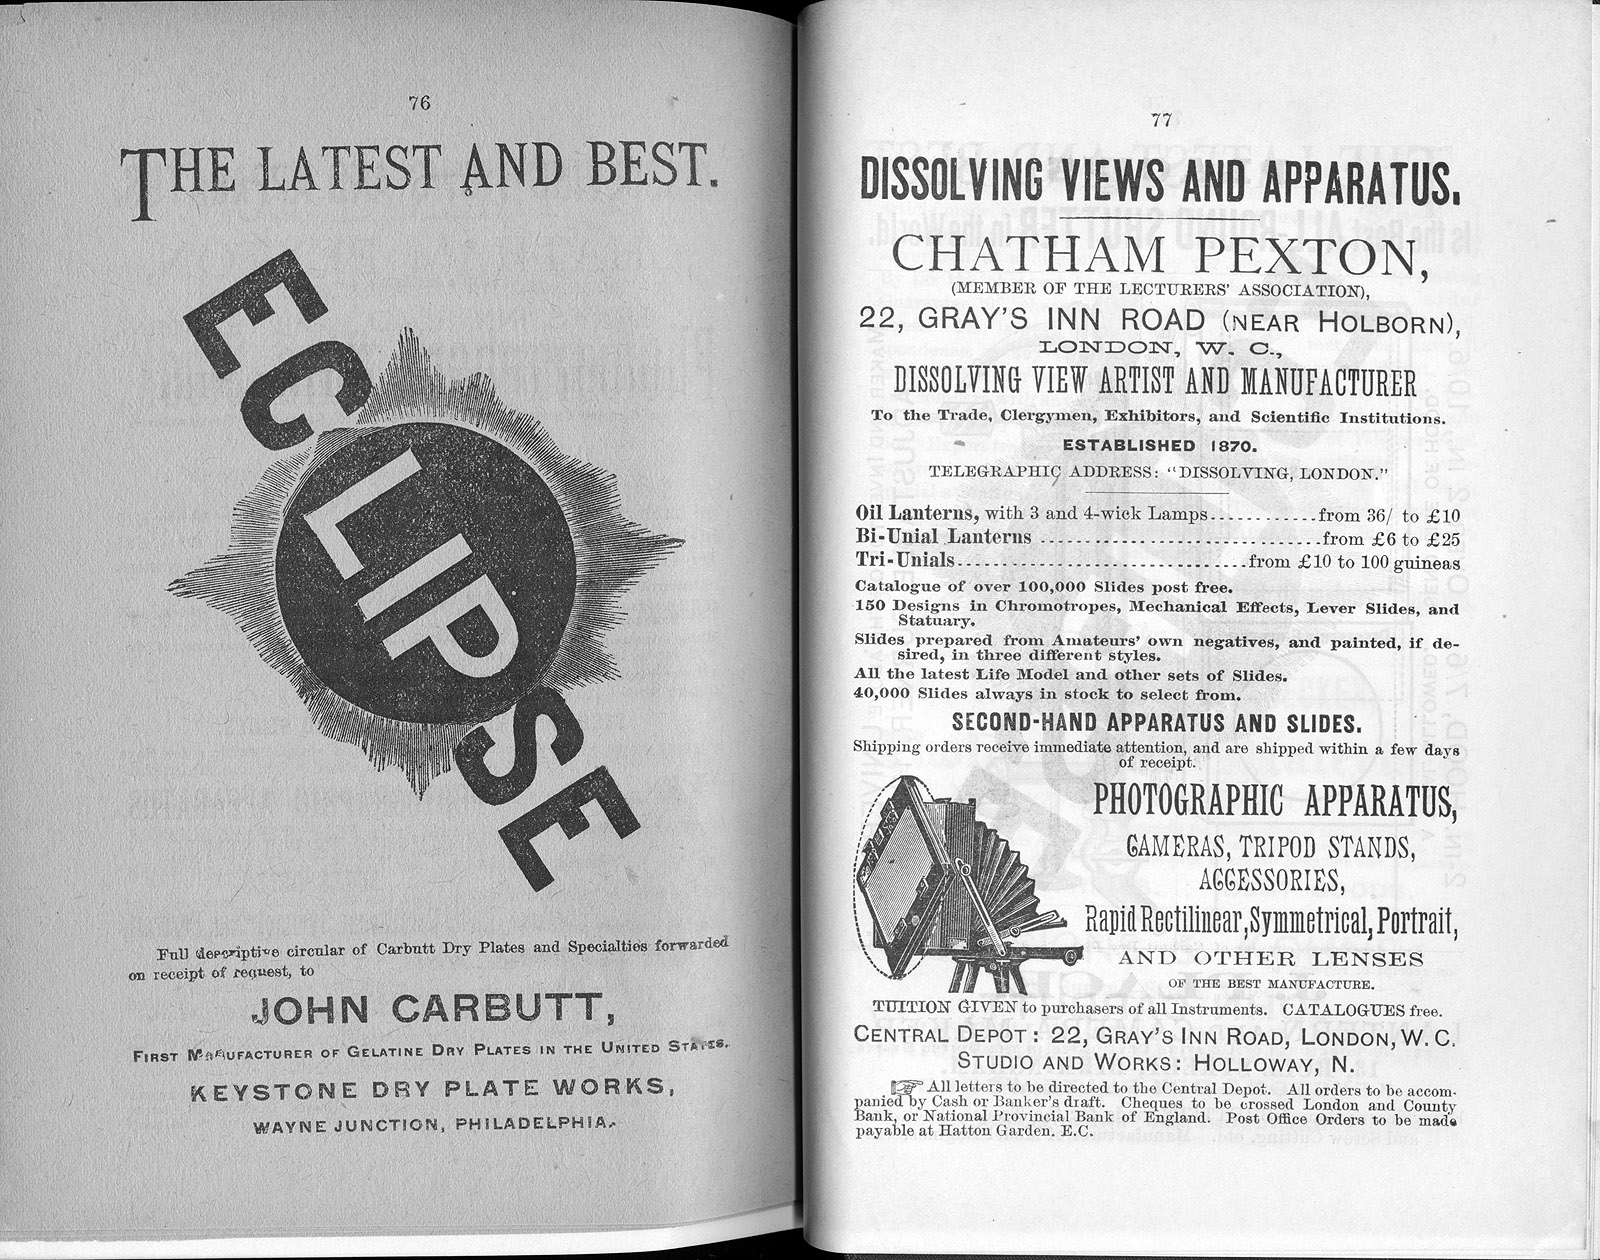 76
THE LATEST AND BEST.
ECLIPSE
Full descriptive circular of Carbutt Dry Plates and Specialties forwarded
on receipt of request, to
JOHN CARBUTT,
FIRST MANUFACTURER OF GELATINE DRY PLATES IN THE UNITED STATES.
KEYSTONE DRY PLATE WORKS,
WAYNE JUNCTION, PHILADELPHIA.
77
DISSOLVING VIEWS AND APPARATUS.
CHATHAM PEXTON,
(MEMBER OF THE LECTURERS' ASSOCIATION),
22, GRAY'S INN ROAD (NEAR HOLBORN),
LONDON, W. C.,
DISSOLVING VIEW ARTIST AND MANUFACTURER
To the Trade, Clergymen, Exhibitors, and Scientific Institutions.
ESTABLISHED 1870.
TELEGRAPHIC ADDRESS: "DISSOLVING, LONDON."
Oil Lanterns, with 3 and 4-wick Lamps............from 36/ to £10
Bi-Unial Lanterns ..............................from £6 to £25
Tri-Unials...............................from £10 to 100 guineas
Catalogue of over 100,000 Slides post free.
150 Designs in Chromotropes, Mechanical Effects, Lever Slides, and
Statuary.
Slides prepared from Amateurs' own negatives, and painted, if de-
sired, in three different styles.
All the latest Life Model and other sets of Slides.
40,000 Slides always in stock to select from.
SECOND-HAND APPARATUS AND SLIDES.
Shipping orders receive immediate attention, and are shipped within a few days
of receipt.
PHOTOGRAPHIC APPARATUS,
CAMERAS, TRIPOD STANDS,
ACCESSORIES,
Rapid Rectilinear, Symmetrical, Portrait,
AND OTHER LENSES
OF THE BEST MANUFACTURE.
TUITION GIVEN to purchasers of all Instruments. CATALOGUES free.
CENTRAL DEPOT: 22, GRAY'S INN ROAD, LONDON, W. C.
STUDIO AND WORKS: HOLLOWAY, N.
☞ All letters to be directed to the Central Depot. All orders to be accom-
panied by Cash or Banker's draft. Cheques to be crossed London and County
Bank, or National Provincial Bank of England. Post Office Orders to be made
payable at Hatton Garden. E.C.